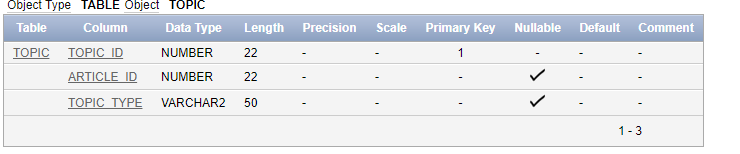 Object Type TABLE Object TOPIC
Table Column Data Type Length Precision Scale Primary Key Nullable Default Comment
TOPIC TOPIC_ID NUMBER 22 - - 1 - - -
ARTICLE_ID NUMBER 22 - - - ✓ - -
TOPIC_TYPE VARCHAR2 50 - - - ✓ - -
1 - 3